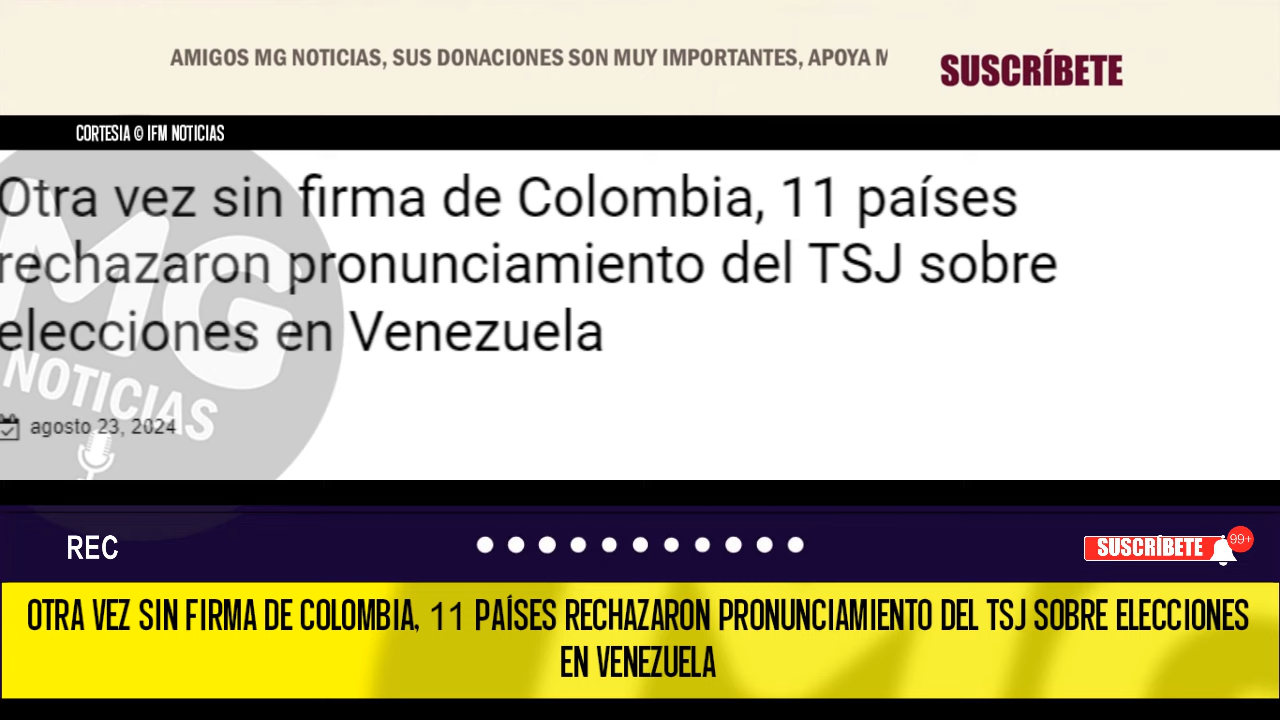 AMIGOS MG NOTICIAS, SUS DONACIONES SON MUY IMPORTANTES, APOYA
SUSCRÍBETE
CORTESIA © IFM NOTICIAS
Otra vez sin firma de Colombia, 11 países
rechazaron pronunciamiento del TSJ sobre
elecciones en Venezuela
MG
NOTICIAS
agosto 23, 2024
REC
SUSCRÍBETE
99+
OTRA VEZ SIN FIRMA DE COLOMBIA, 11 PAÍSES RECHAZARON PRONUNCIAMIENTO DEL TSJ SOBRE ELECCIONES
EN VENEZUELA